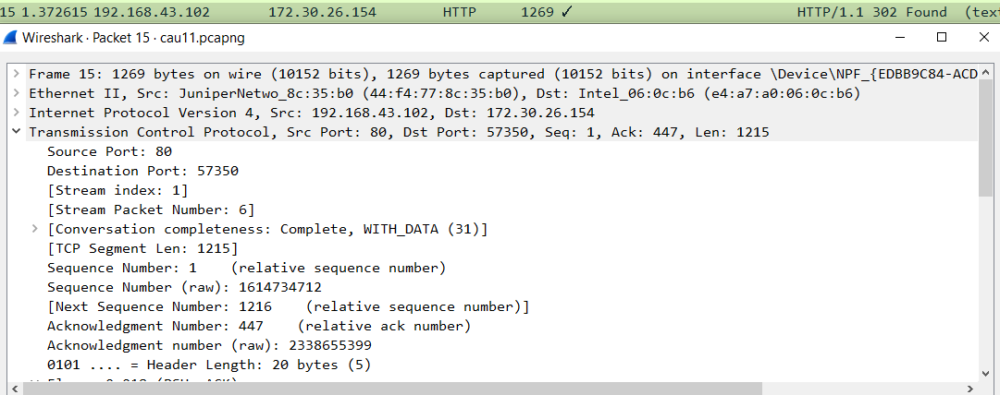 15 1.372615 192.168.43.102 172.30.26.154 HTTP 1269 ✓ HTTP/1.1 302 Found (tex
Wireshark · Packet 15 · cau11.pcapng
Frame 15: 1269 bytes on wire (10152 bits), 1269 bytes captured (10152 bits) on interface \Device\NPF_{EDBB9C84-ACD
Ethernet II, Src: JuniperNetwo_8c:35:b0 (44:f4:77:8c:35:b0), Dst: Intel_06:0c:b6 (e4:a7:a0:06:0c:b6)
Internet Protocol Version 4, Src: 192.168.43.102, Dst: 172.30.26.154
Transmission Control Protocol, Src Port: 80, Dst Port: 57350, Seq: 1, Ack: 447, Len: 1215
Source Port: 80
Destination Port: 57350
[Stream index: 1]
[Stream Packet Number: 6]
[Conversation completeness: Complete, WITH_DATA (31)]
[TCP Segment Len: 1215]
Sequence Number: 1 (relative sequence number)
Sequence Number (raw): 1614734712
[Next Sequence Number: 1216 (relative sequence number)]
Acknowledgment Number: 447 (relative ack number)
Acknowledgment number (raw): 2338655399
0101 .... = Header Length: 20 bytes (5)